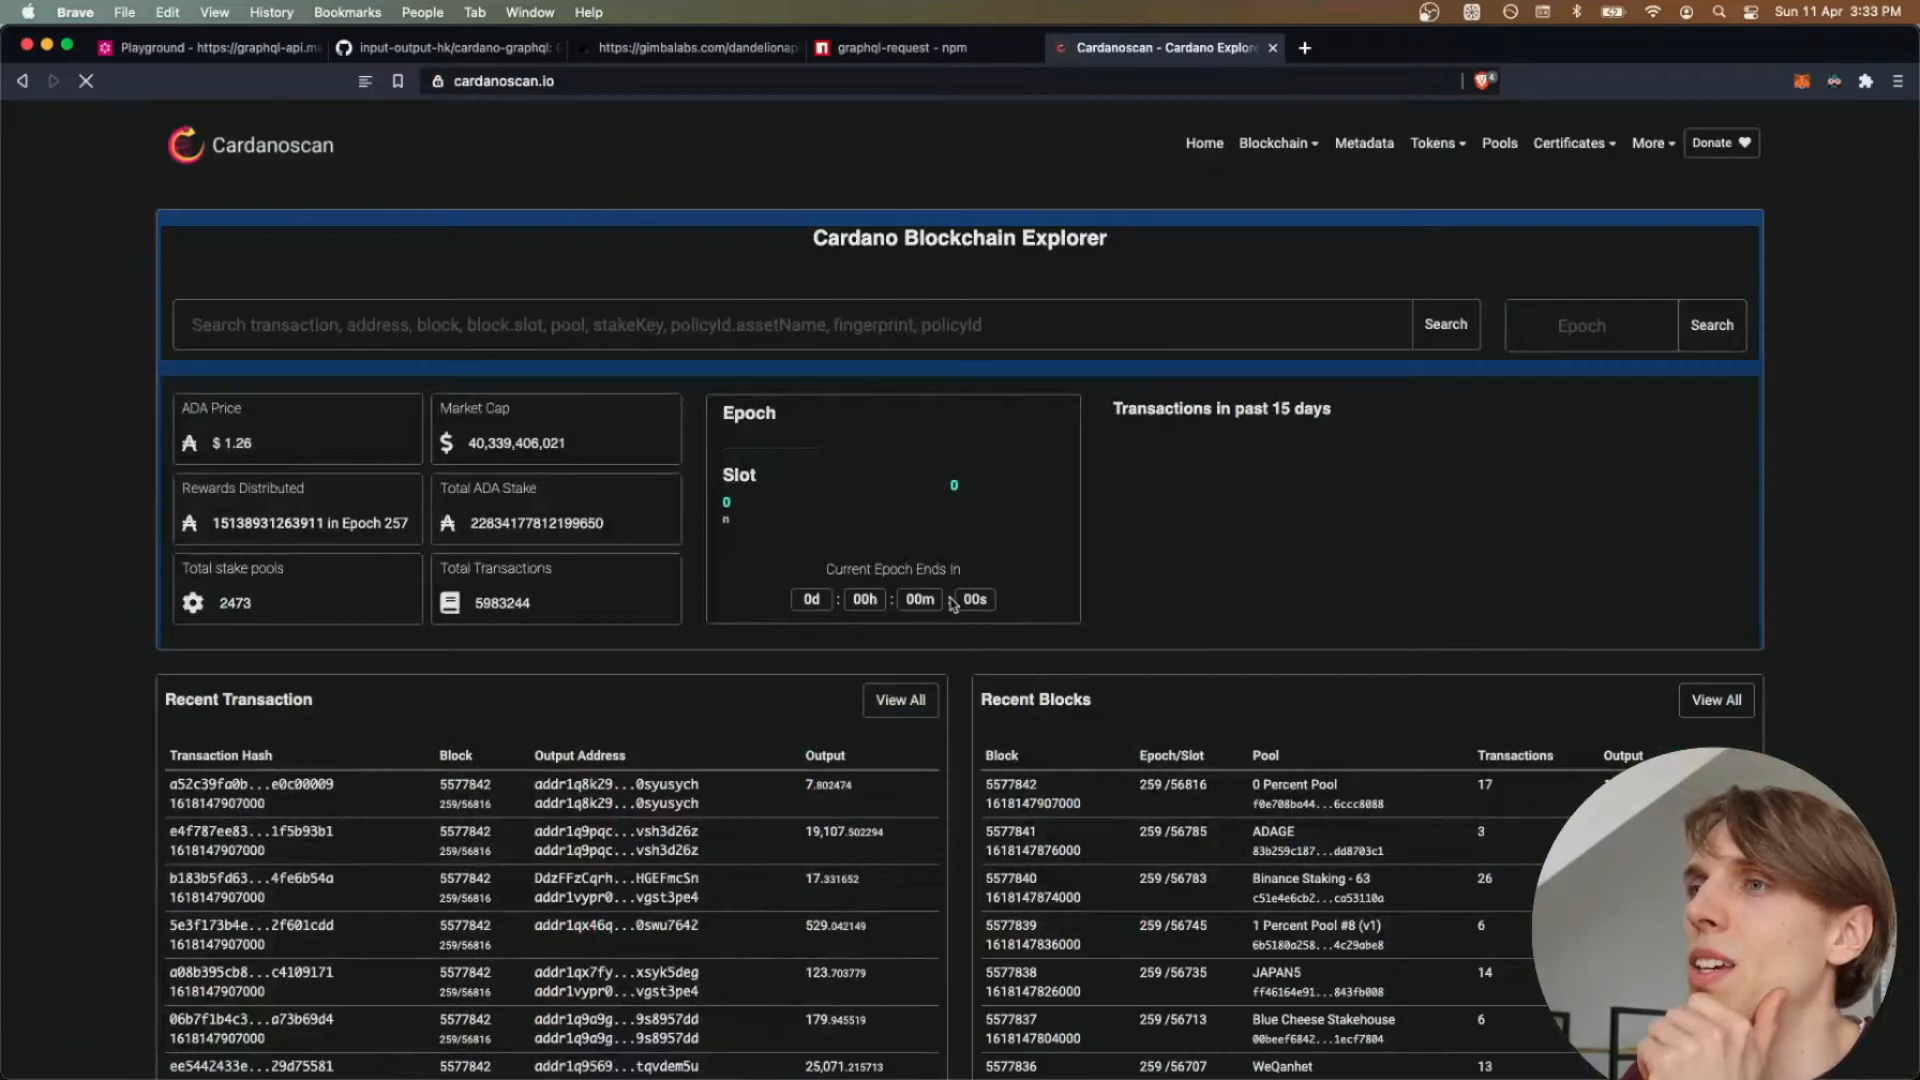 Brave File Edit View History Bookmarks People Tab Window Help Sun 11 Apr 3:33 PM
Playground - https://graphql-api.m input-output-hk/cardano-graphql: https://gimbalabs.com/dandelionap graphql-request - npm Cardanoscan - Cardano Explor
cardanoscan.io 4
Cardanoscan Home Blockchain Metadata Tokens Pools Certificates More Donate
Cardano Blockchain Explorer
Search transaction, address, block, block.slot, pool, stakeKey, policyId.assetName, fingerprint, policyId Search Epoch Search
ADA Price
$ 1.26
Market Cap
40,339,406,021
Rewards Distributed
15138931263911 in Epoch 257
Total ADA Stake
22834177812199650
Total stake pools
2473
Total Transactions
5983244
Epoch
Slot
0
0
n
Current Epoch Ends In
0d : 00h : 00m : 00s
Transactions in past 15 days
Recent Transaction View All
Transaction Hash Block Output Address Output
a52c39fa0b...e0c00009 5577842 addr1q8k29...0syusych 7.802474
1618147907000 259/56816 addr1q8k29...0syusych
e4f787ee83...1f5b93b1 5577842 addr1q9pqc...vsh3d26z 19,107.502294
1618147907000 259/56816 addr1q9pqc...vsh3d26z
b183b5fd63...4fe6b54a 5577842 DdzFFzCqrh...HGEFmcSn 17.331652
1618147907000 259/56816 addr1vypr0...vgst3pe4
5e3f173b4e...2f601cdd 5577842 addr1qx46q...0swu7642 529.042149
1618147907000 259/56816
a08b395cb8...c4109171 5577842 addr1qx7fy...xsyk5deg 123.703779
1618147907000 259/56816 addr1vypr0...vgst3pe4
06b7f1b4c3...a73b69d4 5577842 addr1q9a9g...9s8957dd 179.945519
1618147907000 259/56816 addr1q9a9g...9s8957dd
ee5442433e...29d75581 5577842 addr1q9569...tqvdem5u 25,071.215713
Recent Blocks View All
Block Epoch/Slot Pool Transactions Output
5577842 259 /56816 0 Percent Pool 17
1618147907000 f0e708ba44...6ccc8088
5577841 259 /56785 ADAGE 3
1618147876000 83b259c187...dd8703c1
5577840 259 /56783 Binance Staking - 63 26
1618147874000 c51e4e6cb2...ca53110a
5577839 259 /56745 1 Percent Pool #8 (v1) 6
1618147836000 6b5180a258...4c29abe8
5577838 259 /56735 JAPAN5 14
1618147826000 ff46164e91...843fb008
5577837 259 /56713 Blue Cheese Stakehouse 6
1618147804000 00beef6842...1ecf7804
5577836 259 /56707 WeQanhet 13